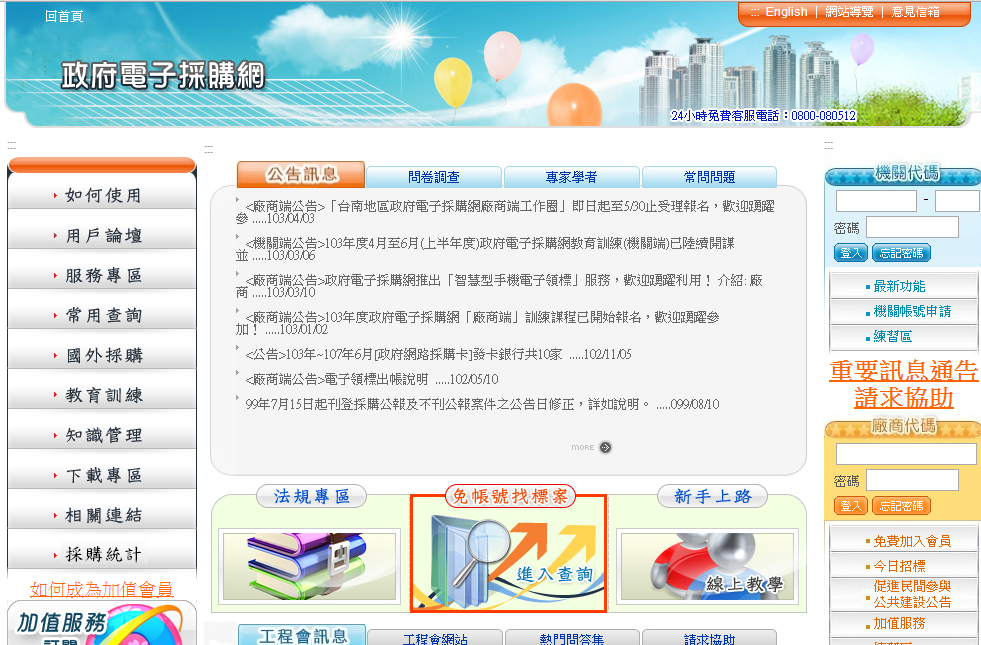 回首頁
::: English | 網站導覽 | 意見信箱
政府電子採購網
24小時免費客服電話：0800-080512
:::
:::
:::
如何使用
用戶論壇
服務專區
常用查詢
國外採購
教育訓練
知識管理
下載專區
相關連結
採購統計
如何成為加值會員
加值服務
公告訊息
問卷調查
專家學者
常問問題
<廠商端公告>「台南地區政府電子採購網廠商端工作圈」即日起至5/30止受理報名，歡迎踴躍
參 .....103/04/03
<機關端公告>103年度4月至6月(上半年度)政府電子採購網教育訓練(機關端)已陸續開課
並 .....103/03/06
<廠商端公告>政府電子採購網推出「智慧型手機電子領標」服務，歡迎踴躍利用！ 介紹: 廠
商 .....103/03/10
<廠商端公告>103年度政府電子採購網「廠商端」訓練課程已開始報名，歡迎踴躍參
加！ .....103/01/02
<公告>103年~107年6月[政府網路採購卡]發卡銀行共10家 .....102/11/05
<廠商端公告>電子領標出帳說明 .....102/05/10
99年7月15日起刊登採購公報及不刊公報案件之公告日修正，詳如說明。 .....099/08/10
MORE
法規專區
免帳號找標案
進入查詢
新手上路
線上教學
工程會訊息
工程會網站
熱門問答集
請求協助
機關代碼
-
密碼
登入
忘記密碼
最新功能
機關帳號申請
練習區
重要訊息通告
請求協助
廠商代碼
密碼
登入
忘記密碼
免費加入會員
今日招標
促進民間參與
公共建設公告
加值服務